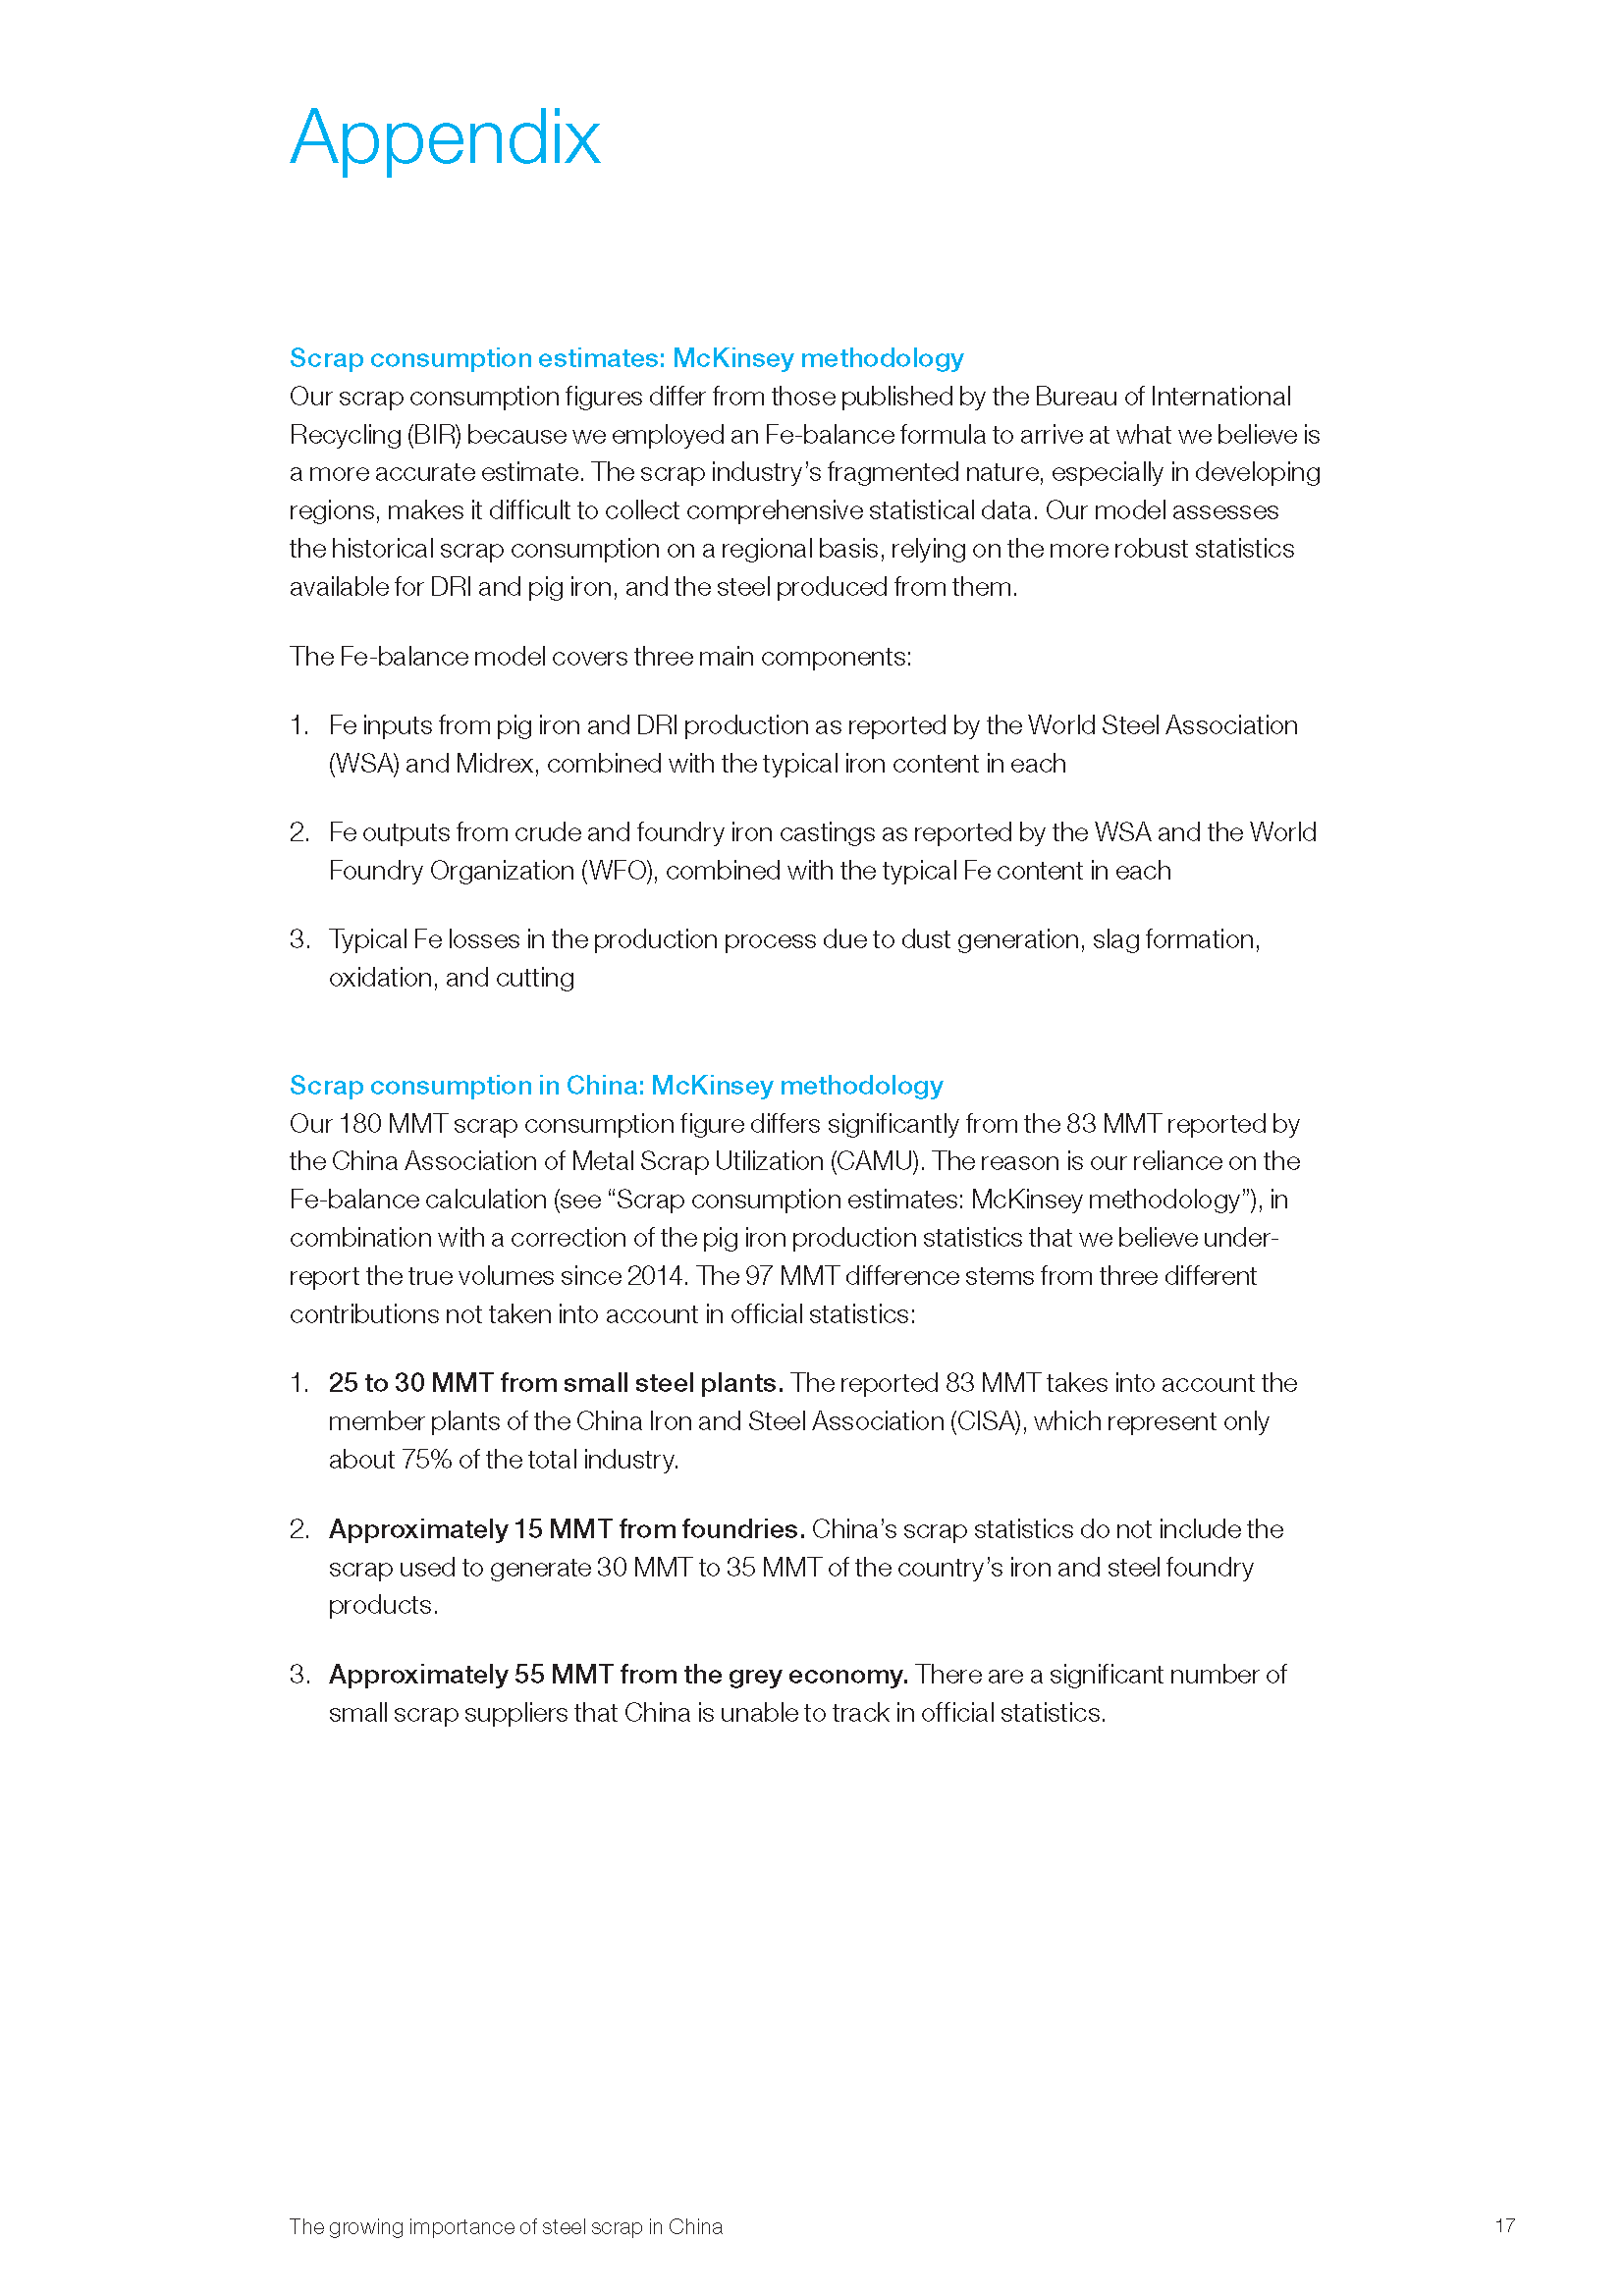 Appendix
Scrap consumption estimates: McKinsey methodology
Our scrap consumption figures differ from those published by the Bureau of International
Recycling (BIR) because we employed an Fe-balance formula to arrive at what we believe is
a more accurate estimate. The scrap industry’s fragmented nature, especially in developing
regions, makes it difficult to collect comprehensive statistical data. Our model assesses
the historical scrap consumption on a regional basis, relying on the more robust statistics
available for DRI and pig iron, and the steel produced from them.
The Fe-balance model covers three main components:
1. Fe inputs from pig iron and DRI production as reported by the World Steel Association
(WSA) and Midrex, combined with the typical iron content in each
2. Fe outputs from crude and foundry iron castings as reported by the WSA and the World
Foundry Organization (WFO), combined with the typical Fe content in each
3. Typical Fe losses in the production process due to dust generation, slag formation,
oxidation, and cutting
Scrap consumption in China: McKinsey methodology
Our 180 MMT scrap consumption figure differs significantly from the 83 MMT reported by
the China Association of Metal Scrap Utilization (CAMU). The reason is our reliance on the
Fe-balance calculation (see “Scrap consumption estimates: McKinsey methodology”), in
combination with a correction of the pig iron production statistics that we believe under-
report the true volumes since 2014. The 97 MMT difference stems from three different
contributions not taken into account in official statistics:
1. 25 to 30 MMT from small steel plants. The reported 83 MMT takes into account the
member plants of the China Iron and Steel Association (CISA), which represent only
about 75% of the total industry.
2. Approximately 15 MMT from foundries. China’s scrap statistics do not include the
scrap used to generate 30 MMT to 35 MMT of the country’s iron and steel foundry
products.
3. Approximately 55 MMT from the grey economy. There are a significant number of
small scrap suppliers that China is unable to track in official statistics.
The growing importance of steel scrap in China
17